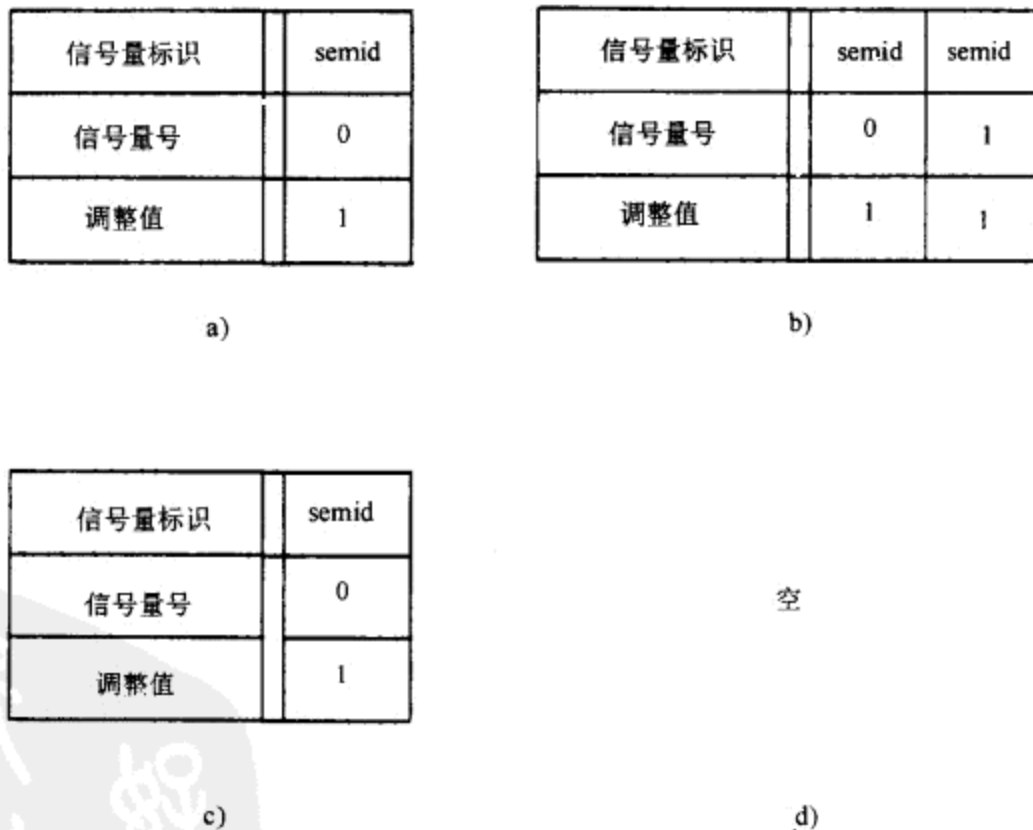 信号量标识 semid
信号量号 0
调整值 1
a)
信号量标识 semid semid
信号量号 0 1
调整值 1 1
b)
信号量标识 semid
信号量号 0
调整值 1
c)
空
d)